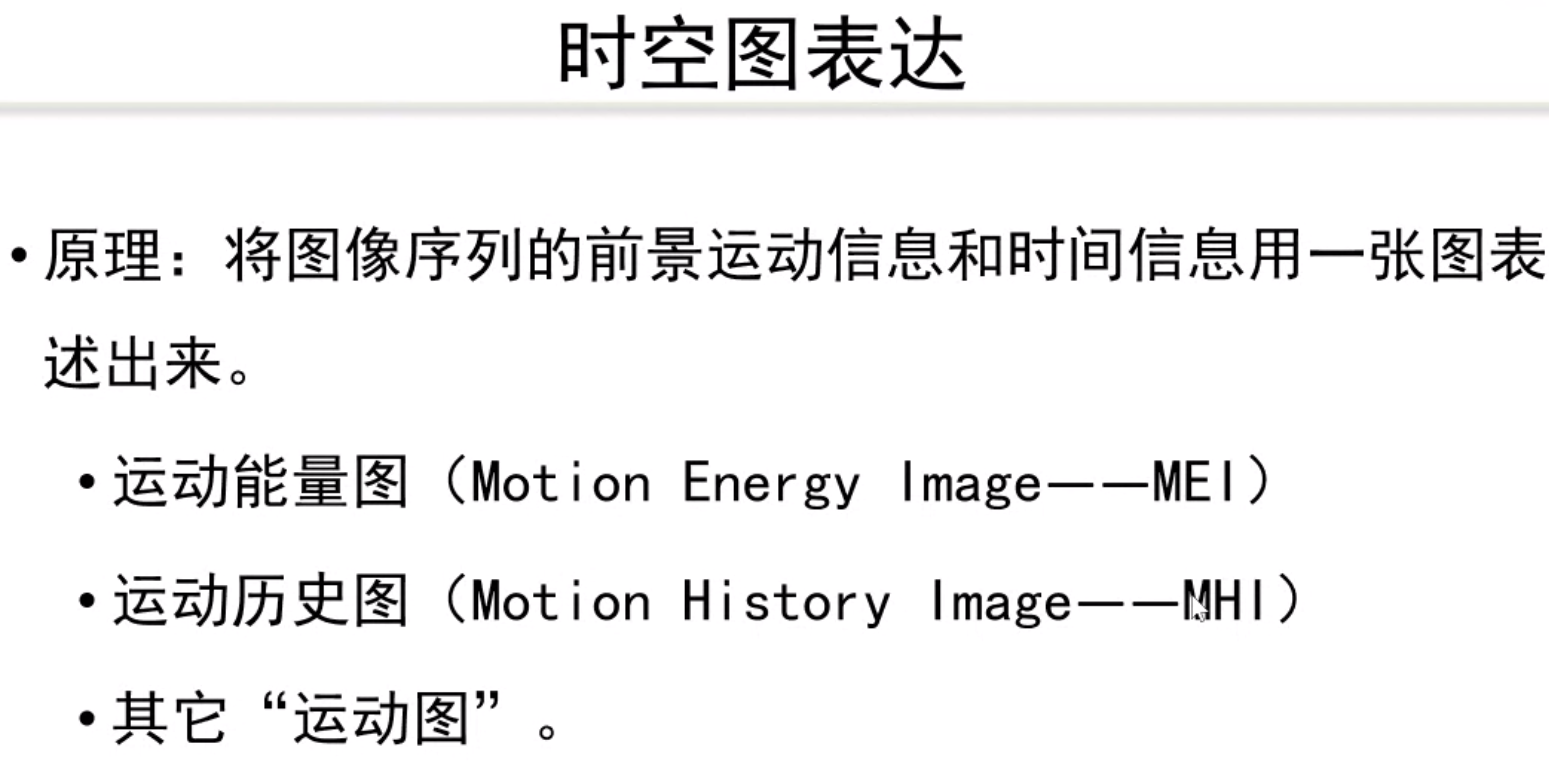 时空图表达
•原理：将图像序列的前景运动信息和时间信息用一张图表
述出来。
•运动能量图（Motion Energy Image——MEI）
•运动历史图（Motion History Image——MHI）
•其它“运动图”。